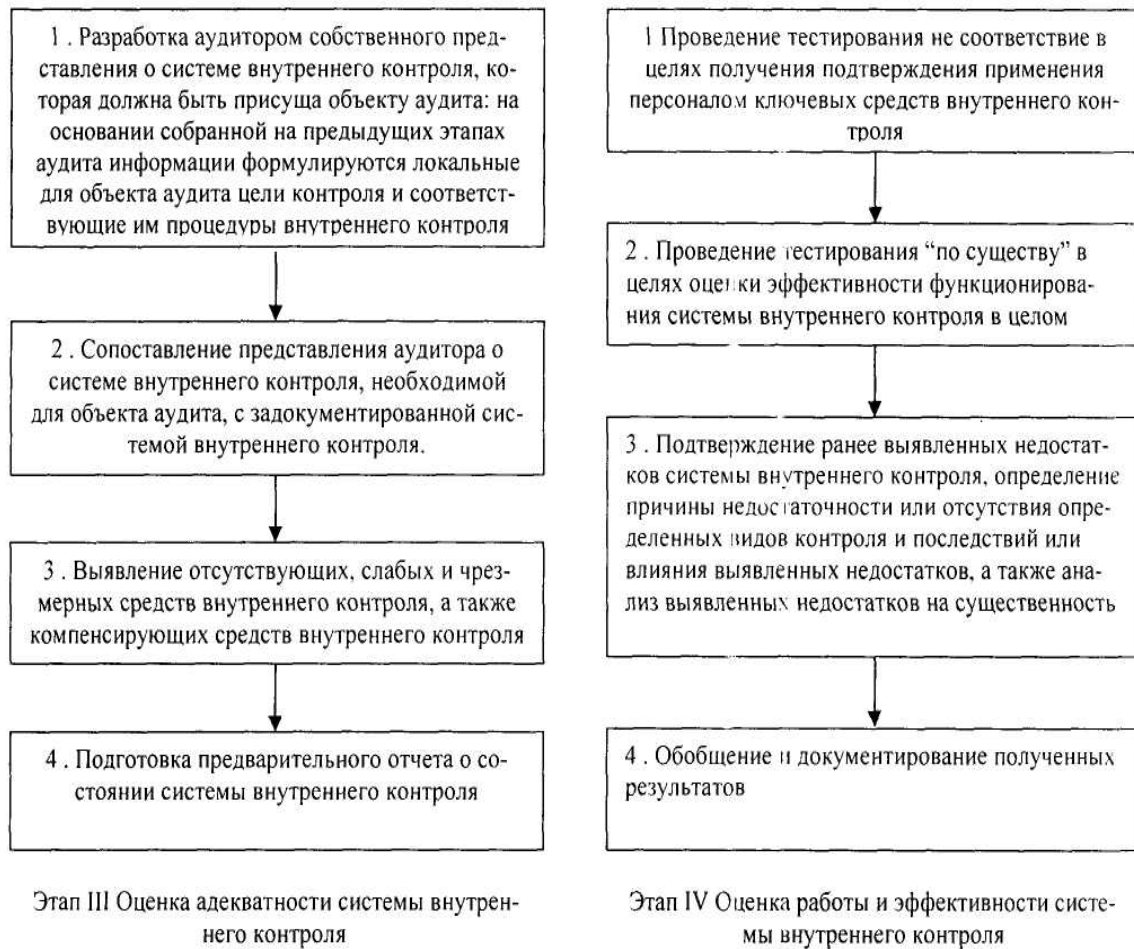 1 . Разработка аудитором собственного пред-
ставления о системе внутреннего контроля, ко-
торая должна быть присуща объекту аудита: на
основании собранной на предыдущих этапах
аудита информации формулируются локальные
для объекта аудита цели контроля и соответст-
вующие им процедуры внутреннего контроля
2 . Сопоставление представления аудитора о
системе внутреннего контроля, необходимой
для объекта аудита, с задокументированной сис-
темой внутреннего контроля.
3 . Выявление отсутствующих, слабых и чрез-
мерных средств внутреннего контроля, а также
компенсирующих средств внутреннего контроля
4 . Подготовка предварительного отчета о со-
стоянии системы внутреннего контроля
Этап III Оценка адекватности системы внутрен-
него контроля
1 Проведение тестирования не соответствие в
целях получения подтверждения применения
персоналом ключевых средств внутреннего кон-
троля
2 . Проведение тестирования “по существу” в
целях оценки эффективности функционирова-
ния системы внутреннего контроля в целом
3 . Подтверждение ранее выявленных недостат-
ков системы внутреннего контроля, определение
причины недостаточности или отсутствия опре-
деленных видов контроля и последствий или
влияния выявленных недостатков, а также ана-
лиз выявленных недостатков на существенность
4 . Обобщение и документирование полученных
результатов
Этап IV Оценка работы и эффективности систе-
мы внутреннего контроля